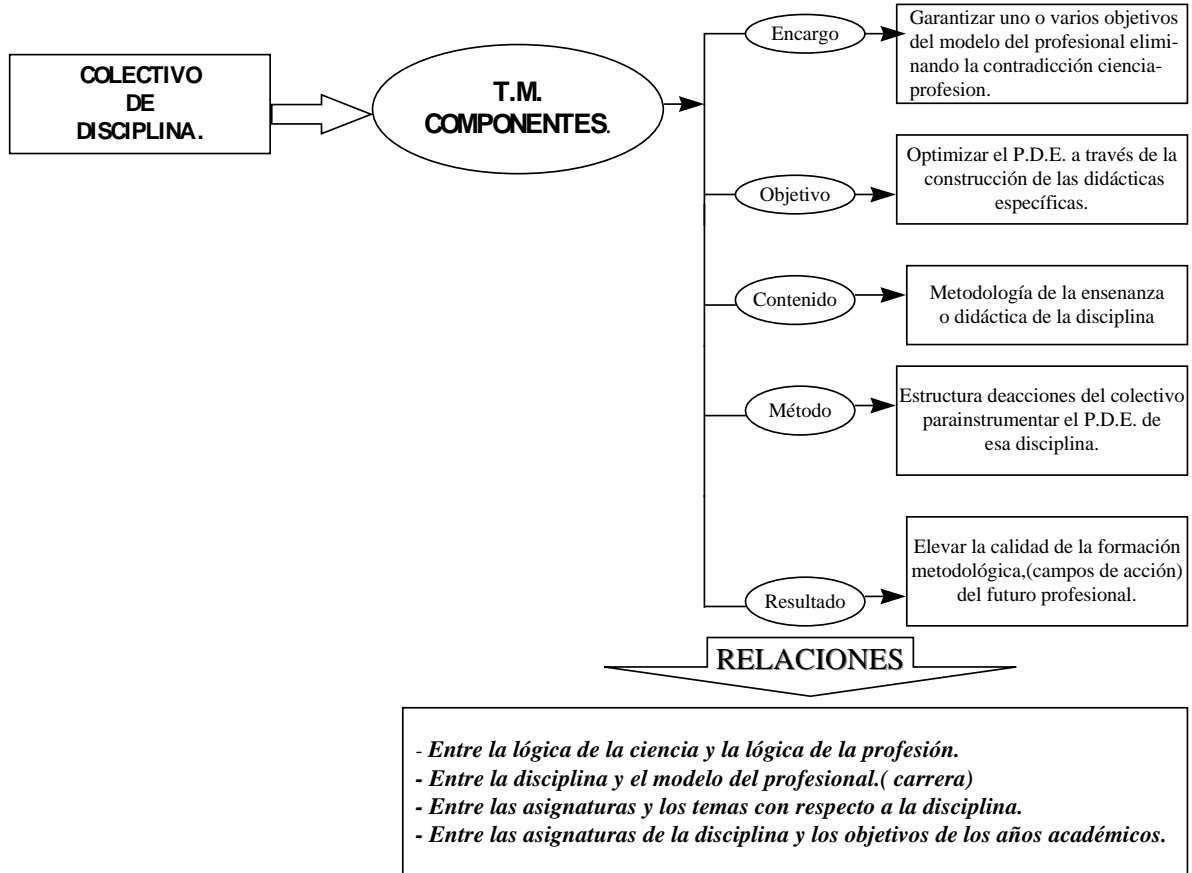 COLECTIVO
DE
DISCIPLINA.
T.M.
COMPONENTES.
Encargo
Garantizar uno o varios objetivos
del modelo del profesional elimi-
nando la contradicción ciencia-
profesion.
Objetivo
Optimizar el P.D.E. a través de la
construcción de las didácticas
específicas.
Contenido
Metodología de la ensenanza
o didáctica de la disciplina
Método
Estructura deacciones del colectivo
parainstrumentar el P.D.E. de
esa disciplina.
Resultado
Elevar la calidad de la formación
metodológica,(campos de acción)
del futuro profesional.
RELACIONES
- Entre la lógica de la ciencia y la lógica de la profesión.
- Entre la disciplina y el modelo del profesional.( carrera)
- Entre las asignaturas y los temas con respecto a la disciplina.
- Entre las asignaturas de la disciplina y los objetivos de los años académicos.